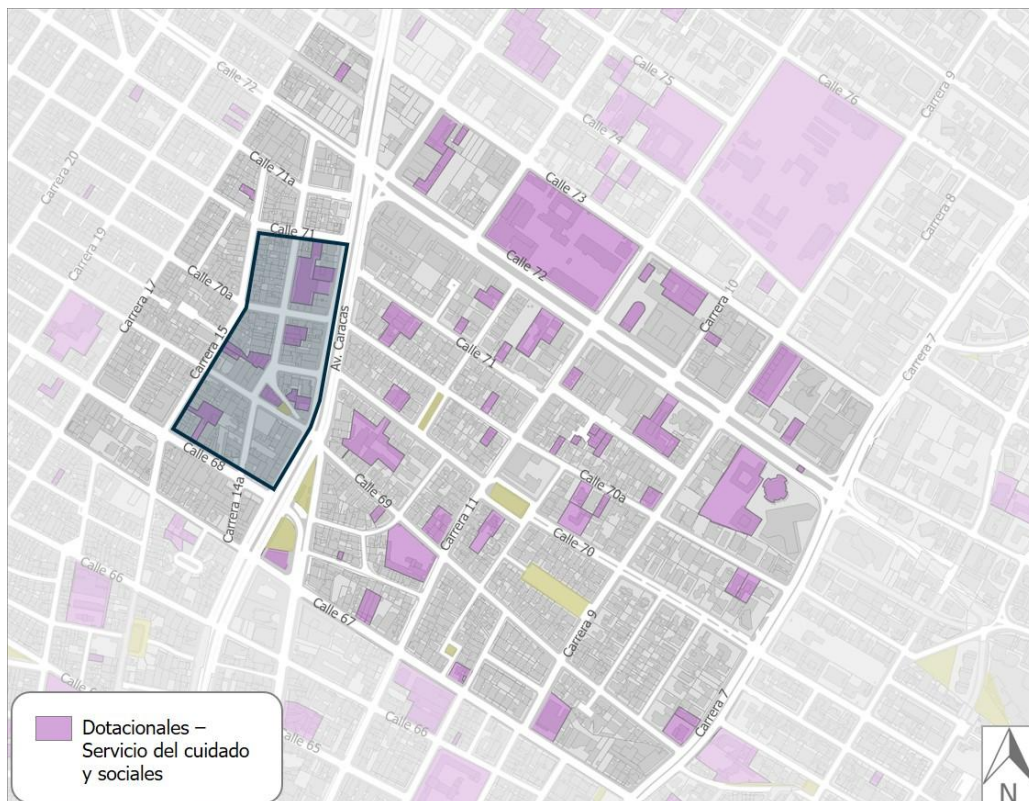 Calle 75
Calle 76
Carrera 9
Calle 72
Calle 74
Carrera 20
Calle 71a
Calle 73
Carrera 8
Calle 71
Calle 72
Carrera 19
Calle 70a
Carrera 10
Carrera 17
Carrera 15
Av. Caracas
Calle 71
Carrera 7
Calle 68
Calle 69
Calle 70a
Carrera 14a
Carrera 11
Calle 70
Calle 66
Calle 67
Carrera 9
Carrera 7
Calle 66
Calle 65
Dotacionales –
Servicio del cuidado
y sociales
N